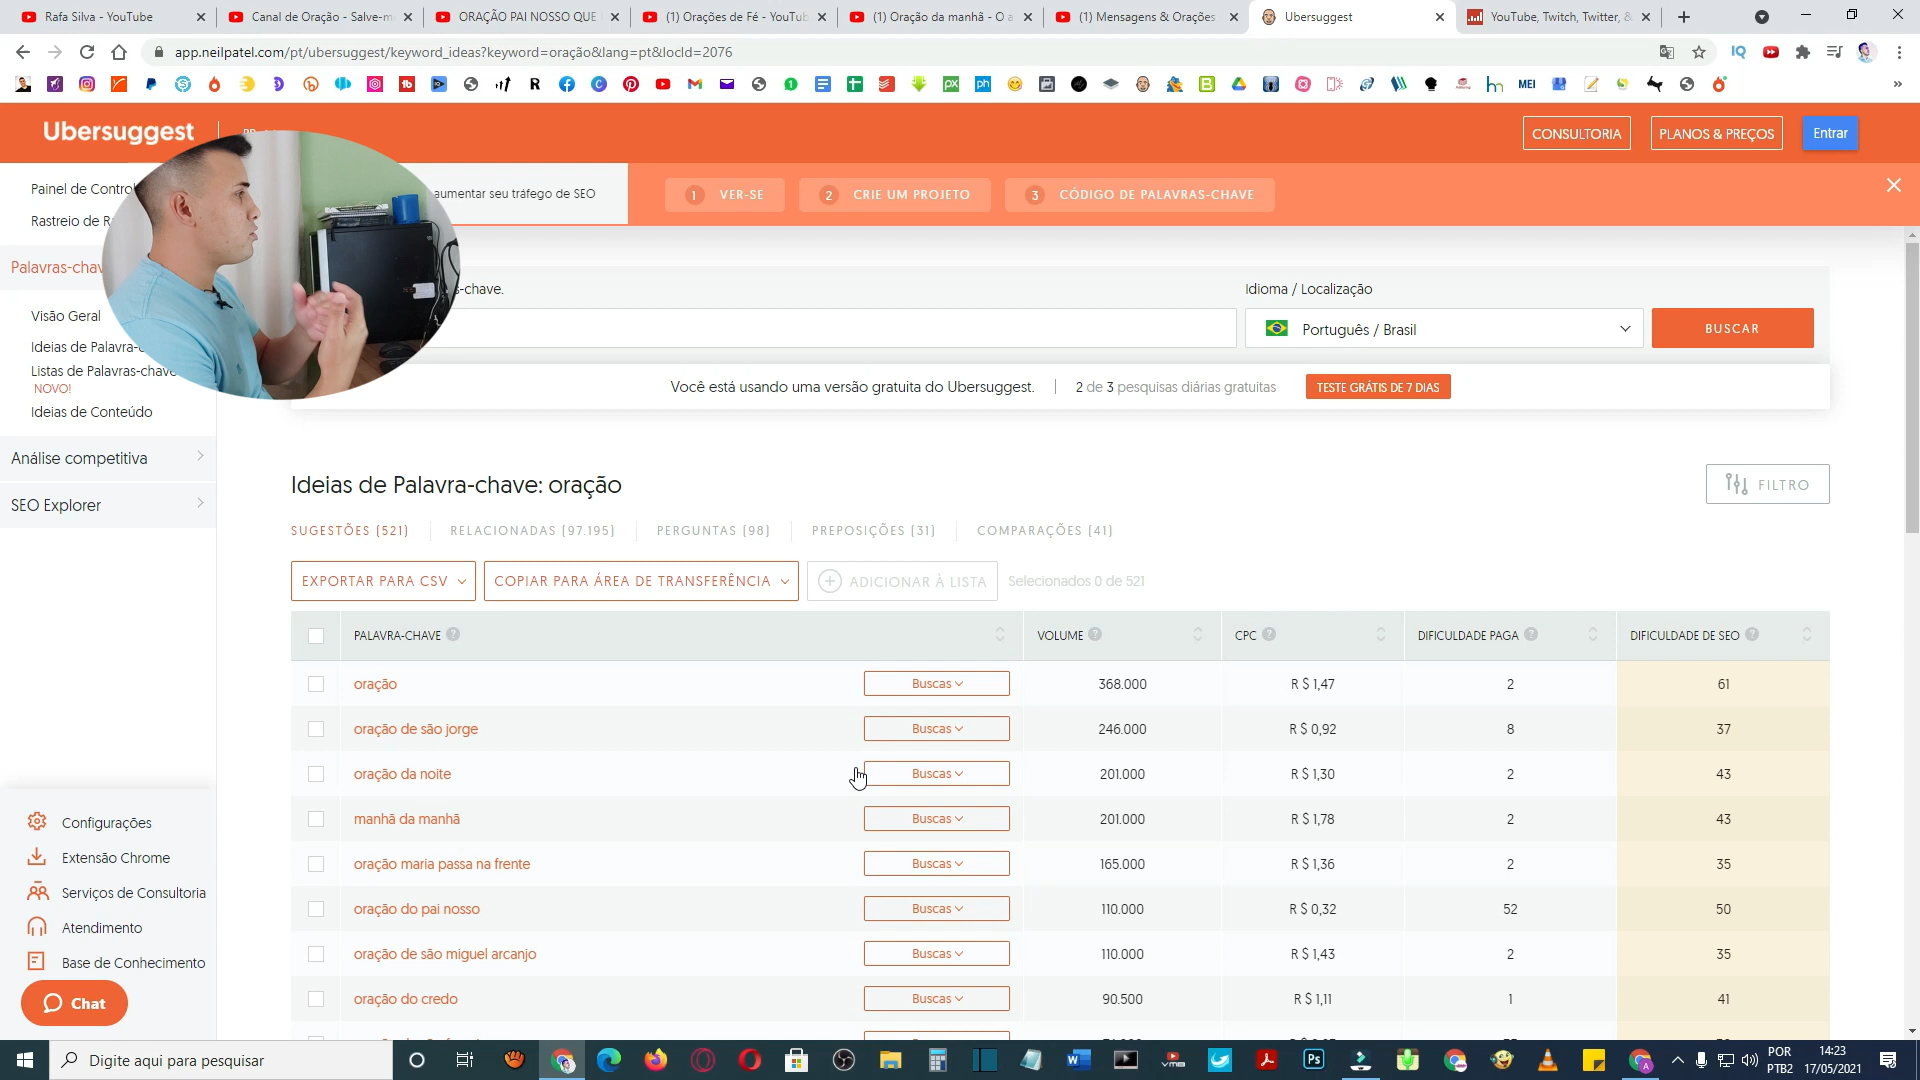 Rafa Silva - YouTube
Canal de Oração - Salve-m
ORAÇÃO PAI NOSSO QUE
(1) Orações de Fé - YouTub
(1) Oração da manhã - O a
(1) Mensagens & Orações
Ubersuggest
YouTube, Twitch, Twitter, &
app.neilpatel.com/pt/ubersuggest/keyword_ideas?keyword=oração&lang=pt&locId=2076
Ubersuggest
CONSULTORIA
PLANOS & PREÇOS
Entrar
Painel de Control
aumentar seu tráfego de SEO
1 VER-SE
2 CRIE UM PROJETO
3 CÓDIGO DE PALAVRAS-CHAVE
Rastreio de R
Palavras-chav
s-chave.
Idioma / Localização
Visão Geral
Português / Brasil
BUSCAR
Ideias de Palavra-c
Listas de Palavras-chave
NOVO!
Ideias de Conteúdo
Você está usando uma versão gratuita do Ubersuggest. | 2 de 3 pesquisas diárias gratuitas
TESTE GRÁTIS DE 7 DIAS
Análise competitiva
SEO Explorer
Ideias de Palavra-chave: oração
FILTRO
SUGESTÕES (521)
RELACIONADAS (97.195)
PERGUNTAS (98)
PREPOSIÇÕES (31)
COMPARAÇÕES (41)
EXPORTAR PARA CSV
COPIAR PARA ÁREA DE TRANSFERÊNCIA
ADICIONAR À LISTA
Selecionados 0 de 521
PALAVRA-CHAVE VOLUME CPC DIFICULDADE PAGA DIFICULDADE DE SEO
oração Buscas 368.000 R$ 1,47 2 61
oração de são jorge Buscas 246.000 R$ 0,92 8 37
oração da noite Buscas 201.000 R$ 1,30 2 43
manhã da manhã Buscas 201.000 R$ 1,78 2 43
oração maria passa na frente Buscas 165.000 R$ 1,36 2 35
oração do pai nosso Buscas 110.000 R$ 0,32 52 50
oração de são miguel arcanjo Buscas 110.000 R$ 1,43 2 35
oração do credo Buscas 90.500 R$ 1,11 1 41
Configurações
Extensão Chrome
Serviços de Consultoria
Atendimento
Base de Conhecimento
Chat
Digite aqui para pesquisar
POR
PTB2
14:23
17/05/2021